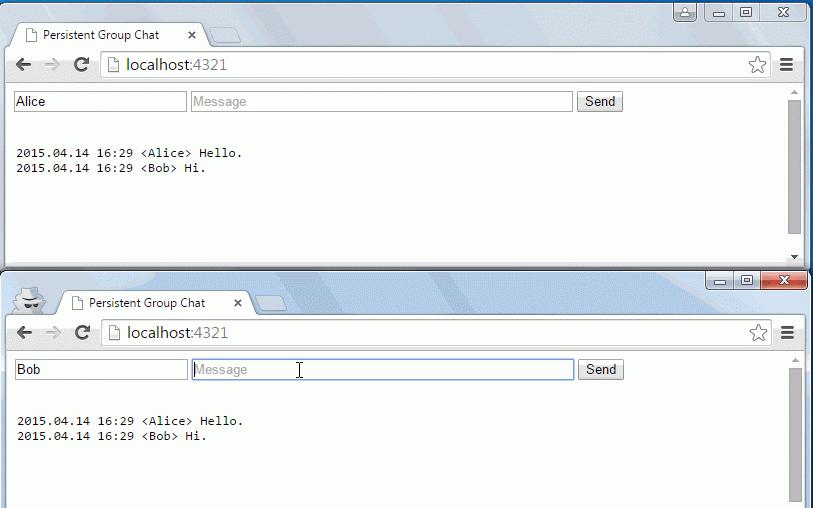 Persistent Group Chat
localhost:4321
Alice Message Send
2015.04.14 16:29 <Alice> Hello.
2015.04.14 16:29 <Bob> Hi.
Persistent Group Chat
localhost:4321
Bob Message Send
2015.04.14 16:29 <Alice> Hello.
2015.04.14 16:29 <Bob> Hi.